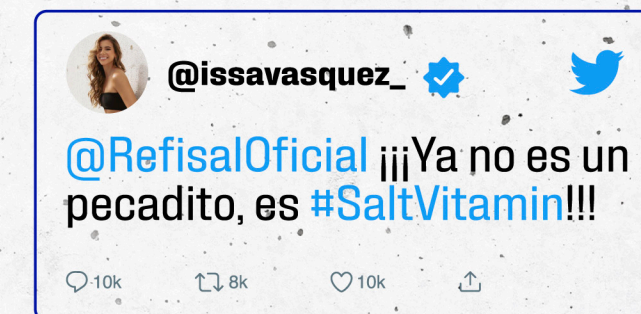 @issavasquez_
@RefisalOficial ¡¡¡Ya no es un
pecadito, es #SaltVitamin!!!
10k 8k 10k